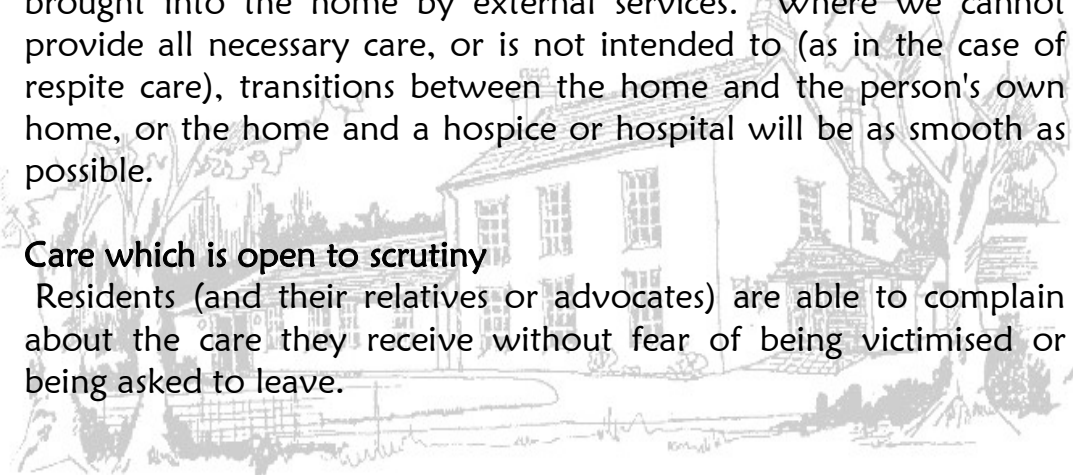 brought into the home by external services. Where we cannot
provide all necessary care, or is not intended to (as in the case of
respite care), transitions between the home and the person's own
home, or the home and a hospice or hospital will be as smooth as
possible.
Care which is open to scrutiny
Residents (and their relatives or advocates) are able to complain
about the care they receive without fear of being victimised or
being asked to leave.